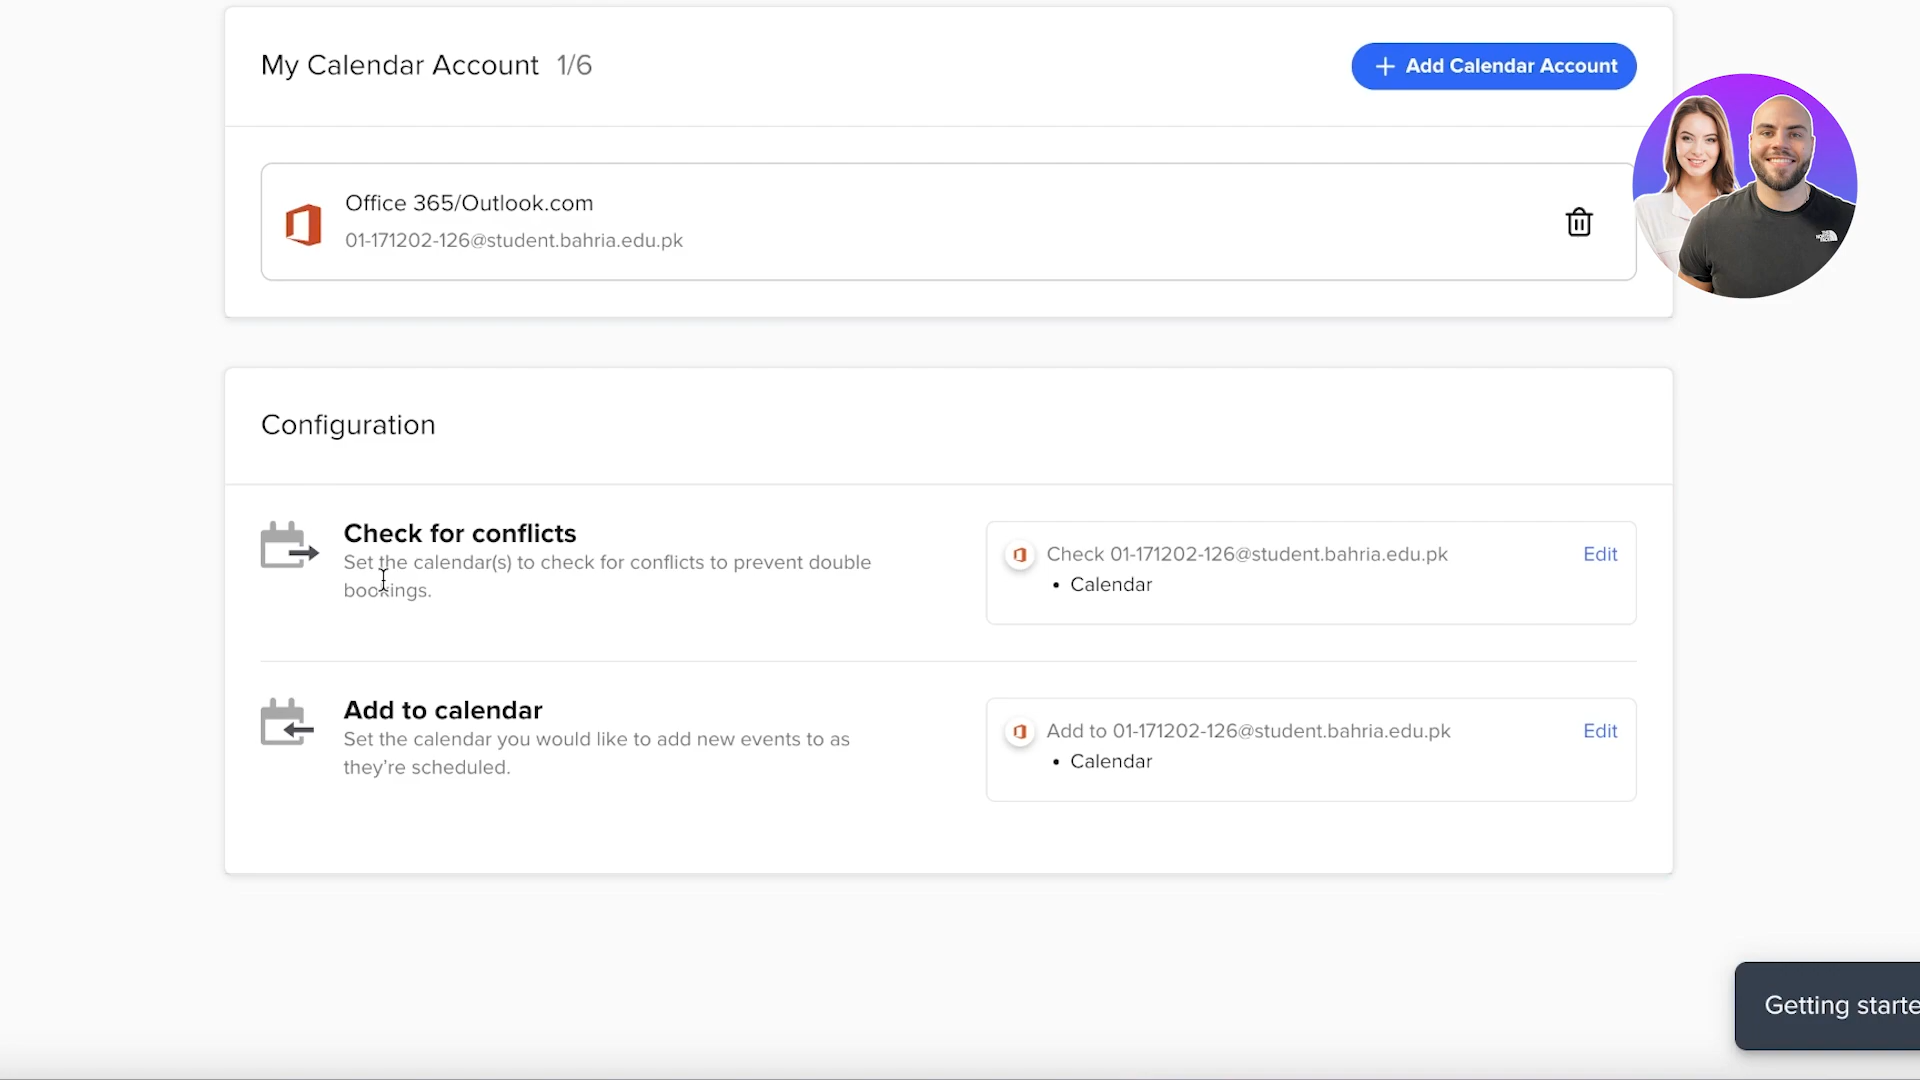 My Calendar Account 1/6
+ Add Calendar Account
Office 365/Outlook.com
01-171202-126@student.bahria.edu.pk
Configuration
Check for conflicts
Set the calendar(s) to check for conflicts to prevent double
bookings.
Check 01-171202-126@student.bahria.edu.pk
Edit
• Calendar
Add to calendar
Set the calendar you would like to add new events to as
they’re scheduled.
Add to 01-171202-126@student.bahria.edu.pk
Edit
• Calendar
Getting starte